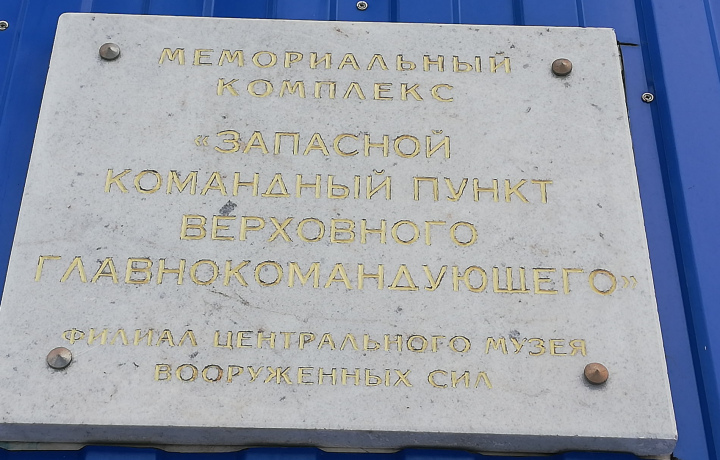 МЕМОРИАЛЬНЫЙ
КОМПЛЕКС
«ЗАПАСНОЙ
КОМАНДНЫЙ ПУНКТ
ВЕРХОВНОГО
ГЛАВНОКОМАНДУЮЩЕГО»
ФИЛИАЛ ЦЕНТРАЛЬНОГО МУЗЕЯ
ВООРУЖЕННЫХ СИЛ